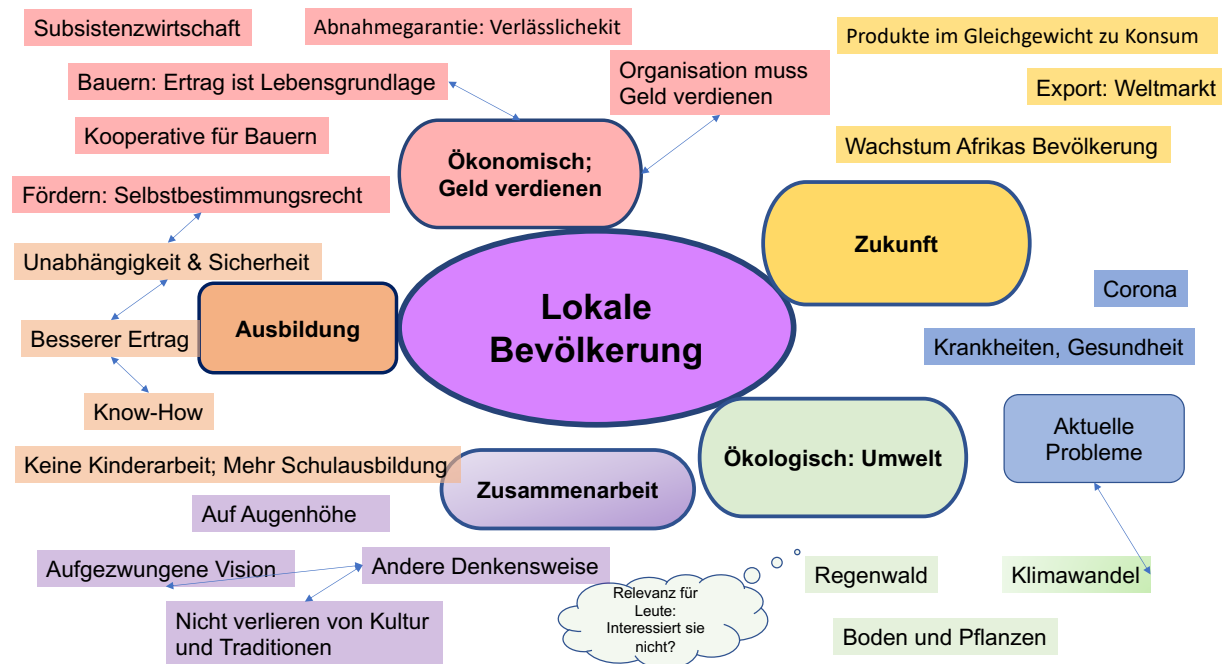 Subsistenzwirtschaft
Abnahmegarantie: Verlässlichekit
Produkte im Gleichgewicht zu Konsum
Bauern: Ertrag ist Lebensgrundlage
Organisation muss
Geld verdienen
Export: Weltmarkt
Kooperative für Bauern
Ökonomisch;
Geld verdienen
Wachstum Afrikas Bevölkerung
Fördern: Selbstbestimmungsrecht
Zukunft
Unabhängigkeit & Sicherheit
Corona
Lokale
Bevölkerung
Ausbildung
Besserer Ertrag
Krankheiten, Gesundheit
Know-How
Aktuelle
Probleme
Keine Kinderarbeit; Mehr Schulausbildung
Ökologisch: Umwelt
Zusammenarbeit
Auf Augenhöhe
Aufgezwungene Vision
Andere Denkensweise
Regenwald
Klimawandel
Relevanz für
Leute:
Interessiert sie
nicht?
Nicht verlieren von Kultur
und Traditionen
Boden und Pflanzen